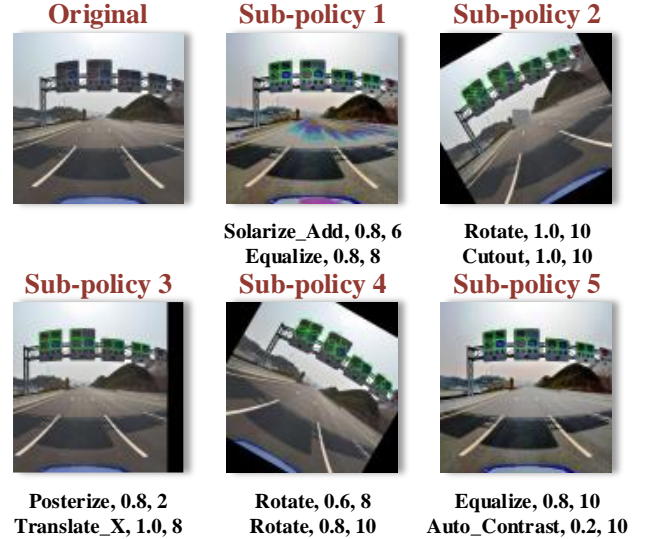 Original
Sub-policy 1
Sub-policy 2
Solarize_Add, 0.8, 6
Equalize, 0.8, 8
Rotate, 1.0, 10
Cutout, 1.0, 10
Sub-policy 3
Sub-policy 4
Sub-policy 5
Posterize, 0.8, 2
Translate_X, 1.0, 8
Rotate, 0.6, 8
Rotate, 0.8, 10
Equalize, 0.8, 10
Auto_Contrast, 0.2, 10